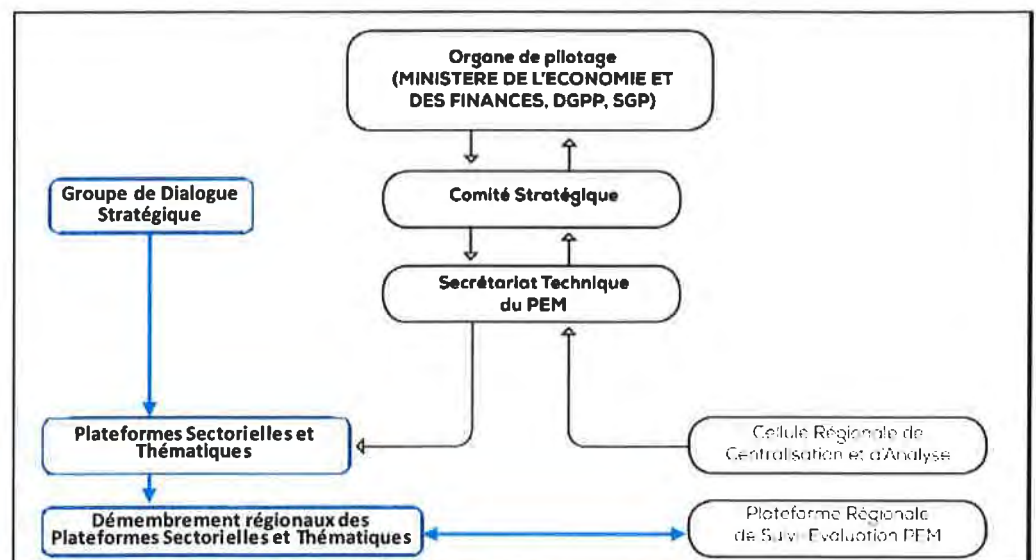 Organe de pilotage
(MINISTERE DE L'ECONOMIE ET
DES FINANCES, DGPP, SGP)
Groupe de Dialogue
Stratégique
Comité Stratégique
Secrétariat Technique
du PEM
Plateformes Sectorielles et
Thématiques
Cellule Régionale de
Centralisation et d'Analyse
Démembrement régionaux des
Plateformes Sectorielles et Thématiques
Plateforme Régionale
de Suivi-Evaluation PEM